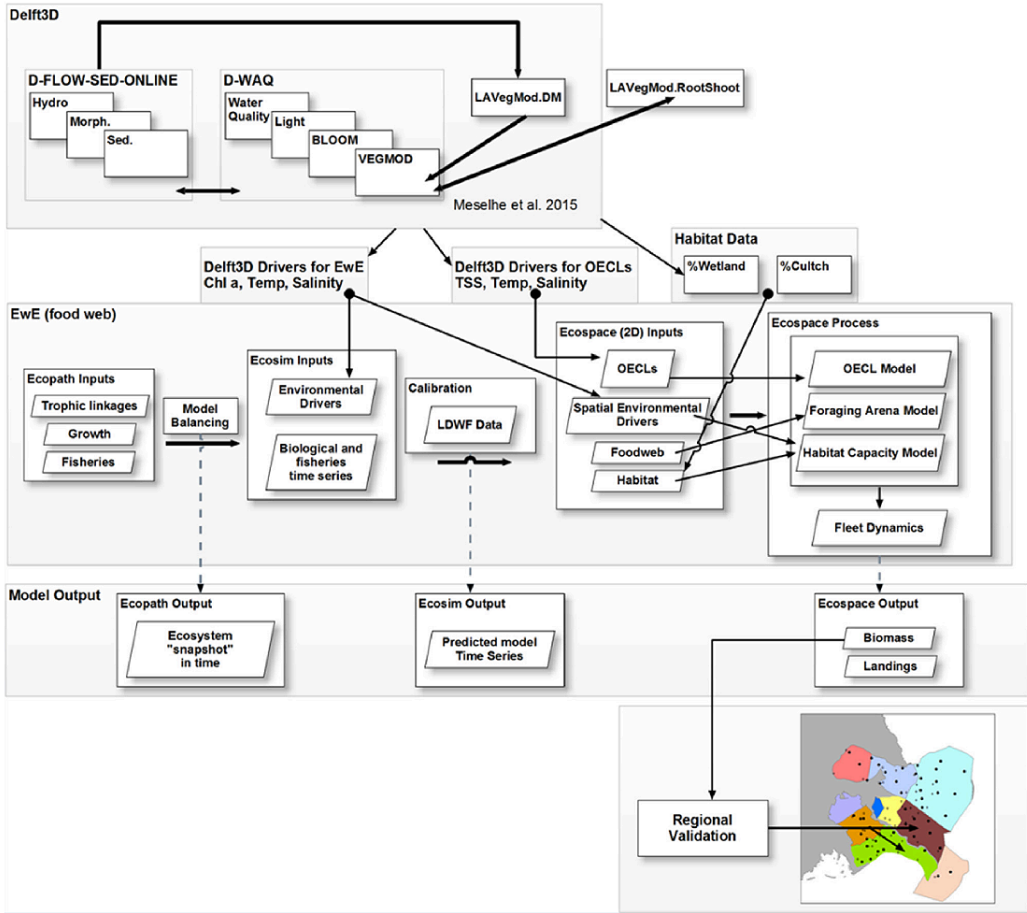 Delft3D
D-FLOW-SED-ONLINE
Hydro
Morph.
Sed.
D-WAQ
Water
Quality
Light
BLOOM
VEGMOD
LAVegMod.DM
LAVegMod.RootShoot
Meselhe et al. 2015
Delft3D Drivers for EwE
Chl a, Temp, Salinity
Delft3D Drivers for OECLs
TSS, Temp, Salinity
Habitat Data
%Wetland
%Cultch
EwE (food web)
Ecopath Inputs
Trophic linkages
Growth
Fisheries
Model
Balancing
Ecosim Inputs
Environmental
Drivers
Biological and
fisheries
time series
Calibration
LDWF Data
Ecospace (2D) Inputs
OECLs
Spatial Environmental
Drivers
Foodweb
Habitat
Ecospace Process
OECL Model
Foraging Arena Model
Habitat Capacity Model
Fleet Dynamics
Model Output
Ecopath Output
Ecosystem
"snapshot"
in time
Ecosim Output
Predicted model
Time Series
Ecospace Output
Biomass
Landings
Regional
Validation